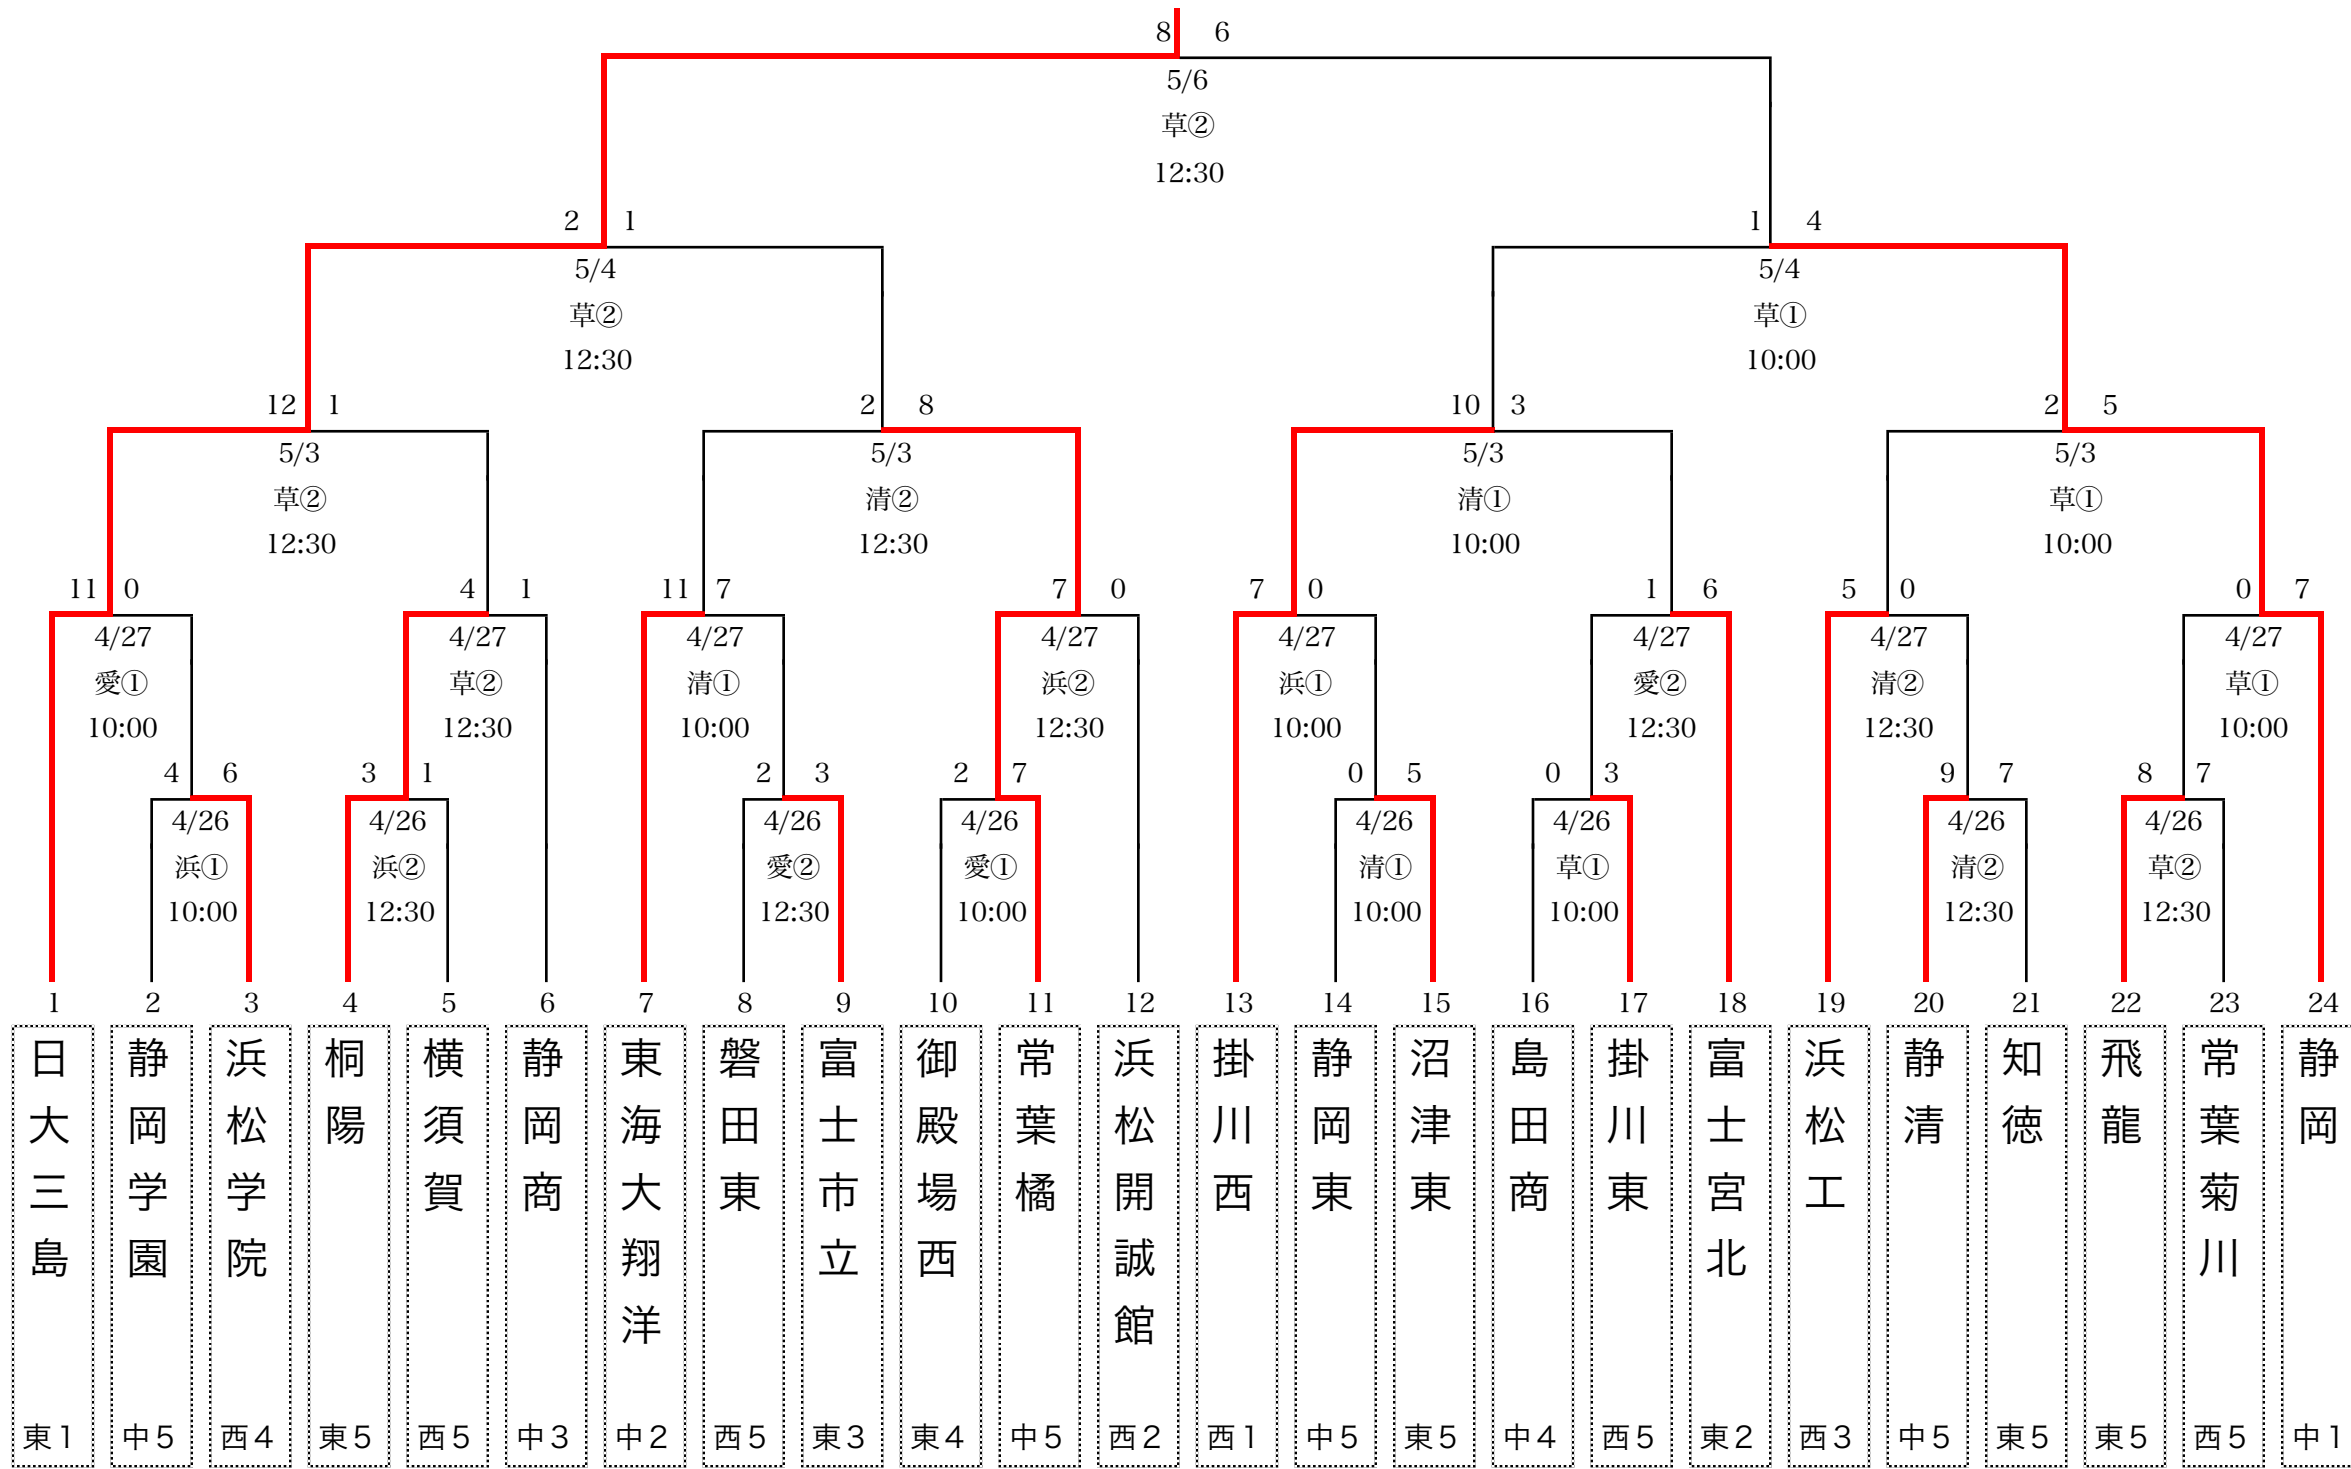 8 6
5/6
草②
12:30
2 1 1 4
5/4 5/4
草② 草①
12:30 10:00
12 1 2 8 10 3 2 5
5/3 5/3 5/3 5/3
草② 清② 清① 草①
12:30 12:30 10:00 10:00
11 0 4 1 11 7 7 0 7 0 1 6 5 0 0 7
4/27 4/27 4/27 4/27 4/27 4/27 4/27 4/27
愛① 草② 清① 浜② 浜① 愛② 清② 草①
10:00 12:30 10:00 12:30 10:00 12:30 12:30 10:00
4 6 3 1 2 3 2 7 0 5 0 3 9 7 8 7
4/26 4/26 4/26 4/26 4/26 4/26 4/26 4/26
浜① 浜② 愛② 愛① 清① 草① 清② 草②
10:00 12:30 12:30 10:00 10:00 10:00 12:30 12:30
1 2 3 4 5 6 7 8 9 10 11 12 13 14 15 16 17 18 19 20 21 22 23 24
日大三島
静岡学園
浜松学院
桐陽
横須賀
静岡商
東海大翔洋
磐田東
富士市立
御殿場西
常葉橘
浜松開誠館
掛川西
静岡東
沼津東
島田商
掛川東
富士宮北
浜松工
静清
知徳
飛龍
常葉菊川
静岡
東1 中5 西4 東5 西5 中3 中2 西5 東3 東4 中5 西2 西1 中5 東5 中4 西5 東2 西3 中5 東5 東5 西5 中1